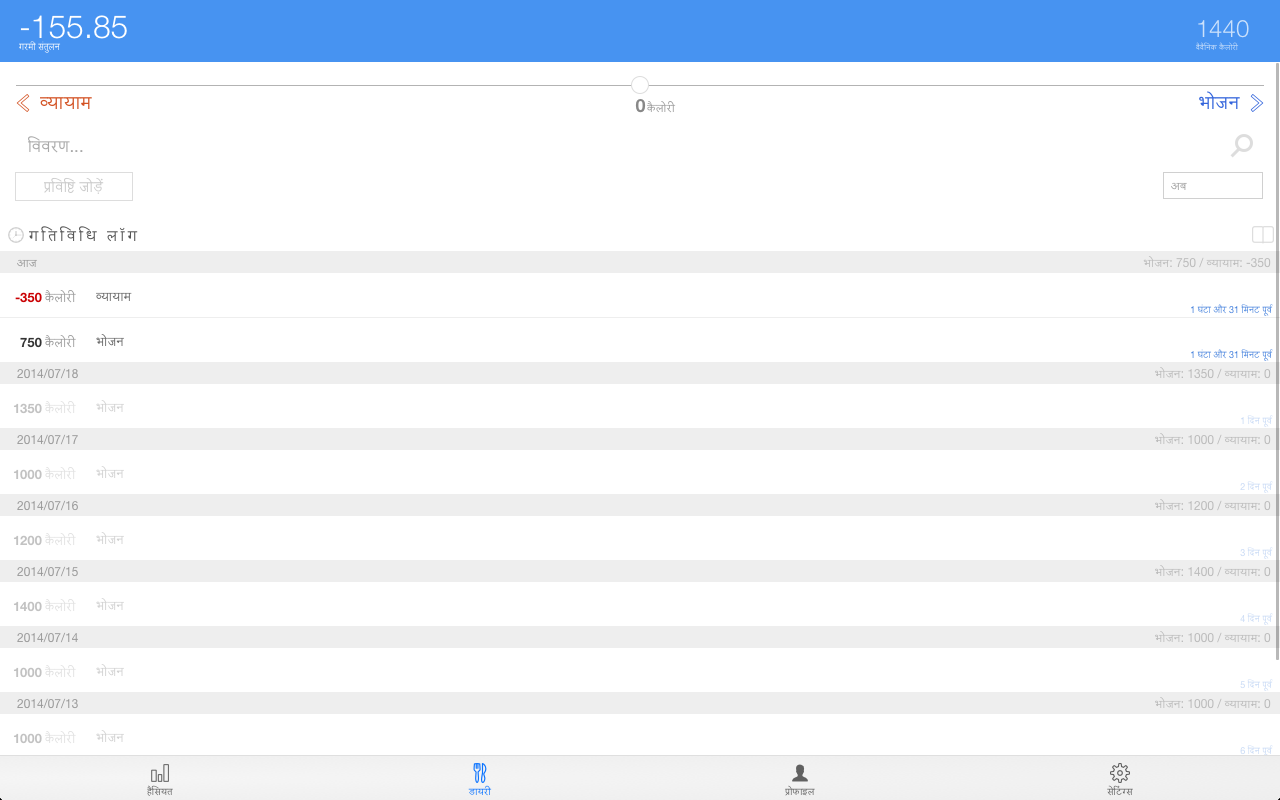 -155.85
गरमी संतुलन
1440
दैनिक कैलोरी
व्यायाम
0 कैलोरी
भोजन
विवरण...
प्रविष्टि जोड़ें
अब
गतिविधि लॉग
आज भोजन: 750 / व्यायाम: -350
-350 कैलोरी व्यायाम
1 घंटा और 31 मिनट पूर्व
750 कैलोरी भोजन
1 घंटा और 31 मिनट पूर्व
2014/07/18 भोजन: 1350 / व्यायाम: 0
1350 कैलोरी भोजन
1 दिन पूर्व
2014/07/17 भोजन: 1000 / व्यायाम: 0
1000 कैलोरी भोजन
2 दिन पूर्व
2014/07/16 भोजन: 1200 / व्यायाम: 0
1200 कैलोरी भोजन
3 दिन पूर्व
2014/07/15 भोजन: 1400 / व्यायाम: 0
1400 कैलोरी भोजन
4 दिन पूर्व
2014/07/14 भोजन: 1000 / व्यायाम: 0
1000 कैलोरी भोजन
5 दिन पूर्व
2014/07/13 भोजन: 1000 / व्यायाम: 0
1000 कैलोरी भोजन
6 दिन पूर्व
हैसियत
डायरी
प्रोफाइल
सेटिंग्स